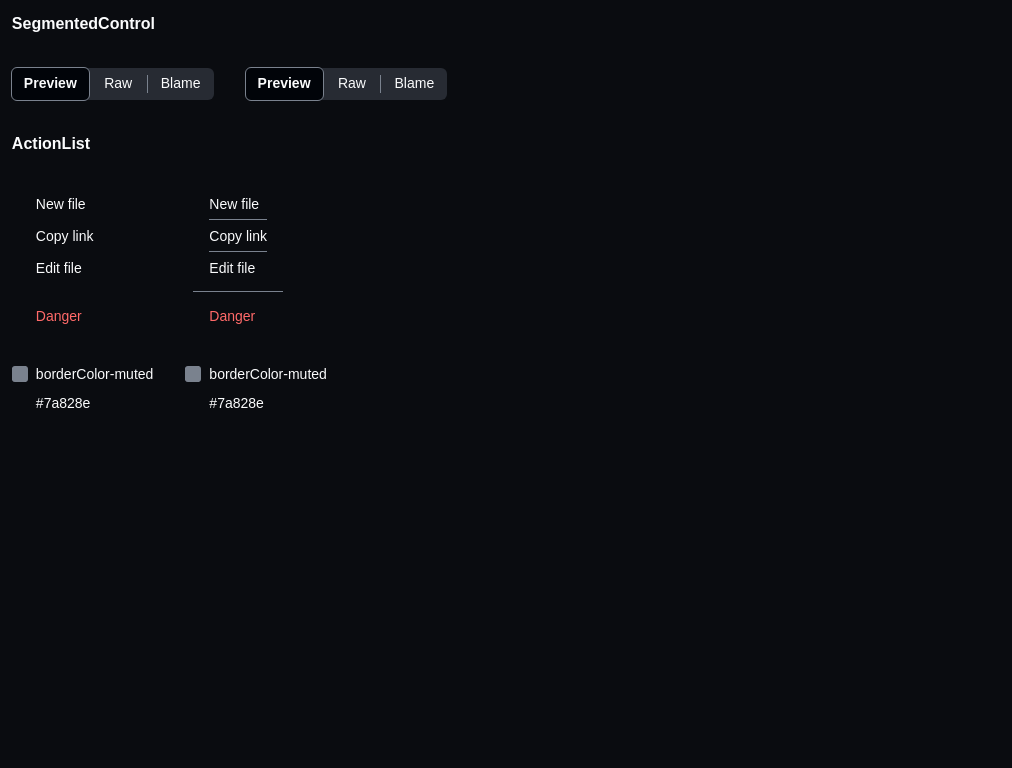 SegmentedControl
Preview Raw Blame Preview Raw Blame
ActionList
New file New file
Copy link Copy link
Edit file Edit file
Danger Danger
borderColor-muted borderColor-muted
#7a828e #7a828e